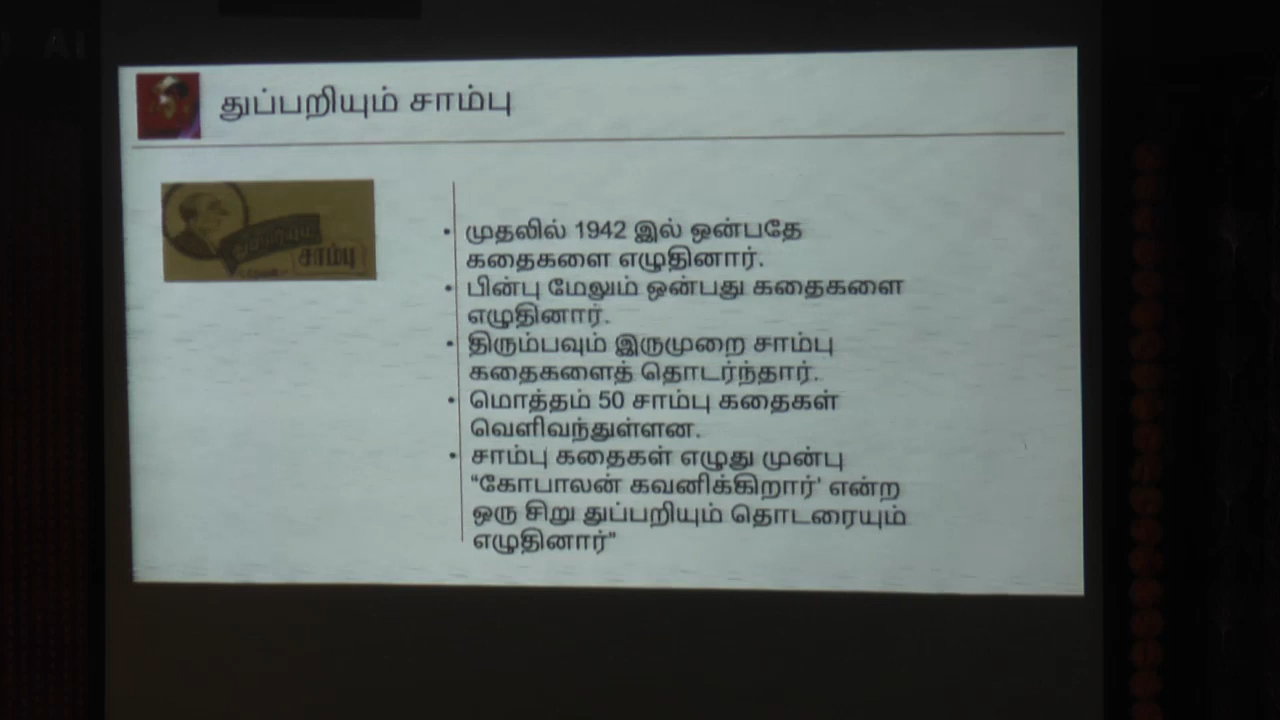 துப்பறியும் சாம்பு
துப்பறியும்
சாம்பு
• முதலில் 1942 இல் ஒன்பதே
கதைகளை எழுதினார்.
• பின்பு மேலும் ஒன்பது கதைகளை
எழுதினார்.
• திரும்பவும் இருமுறை சாம்பு
கதைகளைத் தொடர்ந்தார்.
• மொத்தம் 50 சாம்பு கதைகள்
வெளிவந்துள்ளன.
• சாம்பு கதைகள் எழுது முன்பு
“கோபாலன் கவனிக்கிறார்’ என்ற
ஒரு சிறு துப்பறியும் தொடரையும்
எழுதினார்”